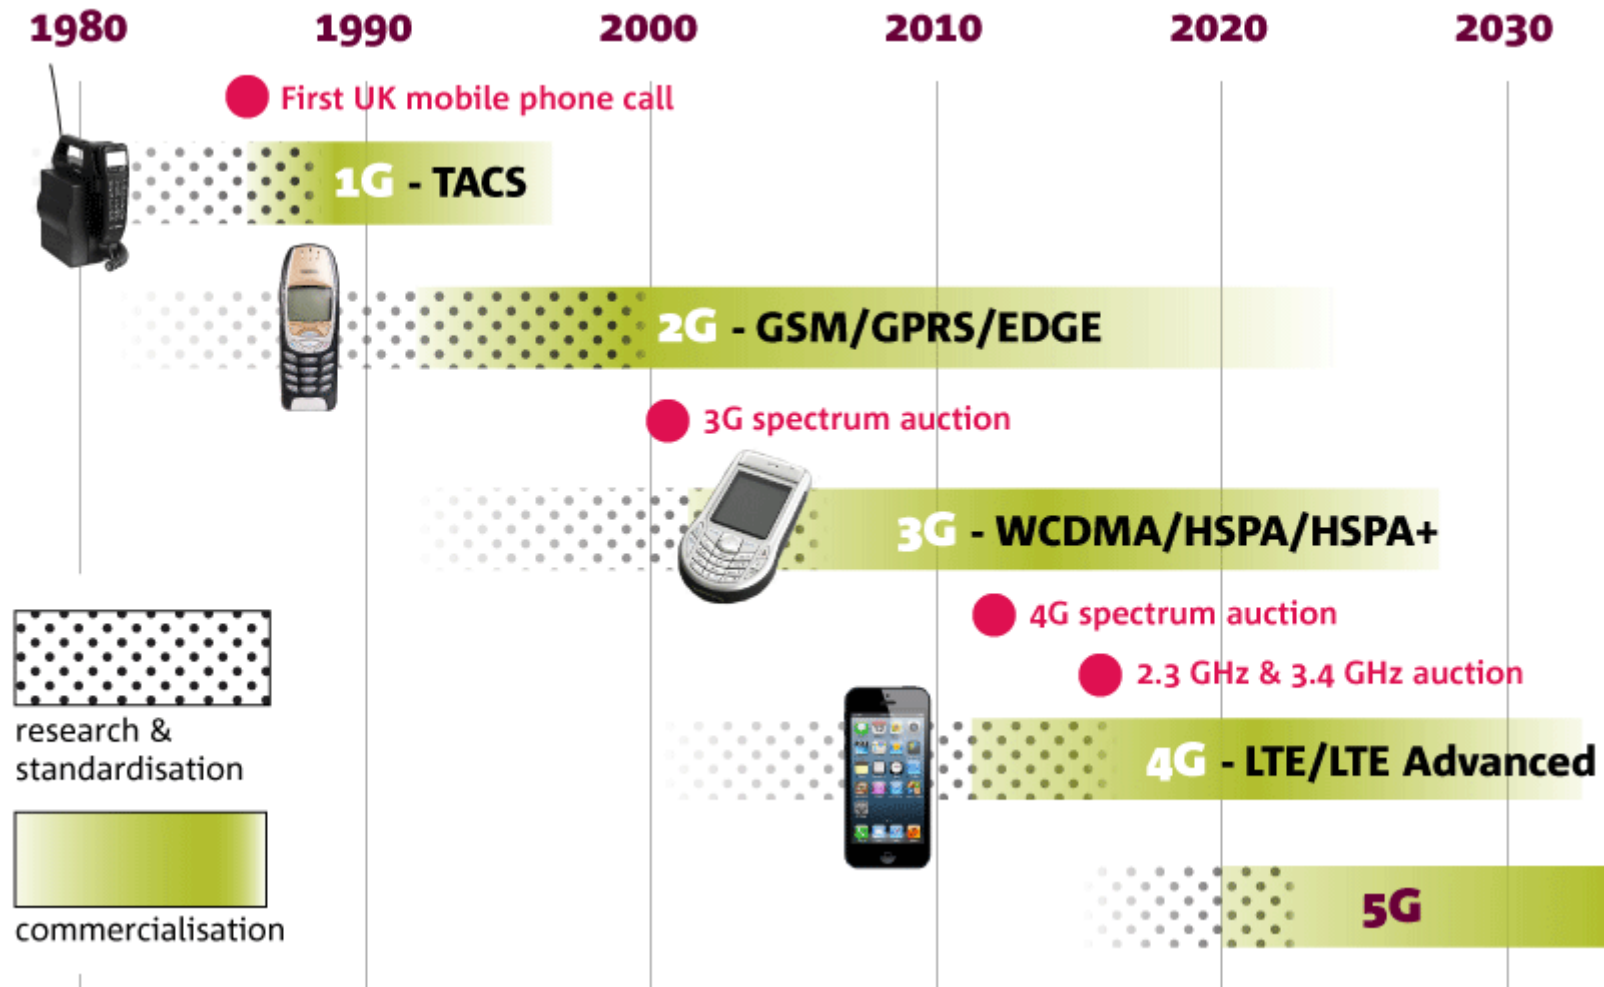 1980 1990 2000 2010 2020 2030
First UK mobile phone call
1G - TACS
2G - GSM/GPRS/EDGE
3G spectrum auction
3G - WCDMA/HSPA/HSPA+
4G spectrum auction
2.3 GHz & 3.4 GHz auction
research &
standardisation
4G - LTE/LTE Advanced
5G
commercialisation